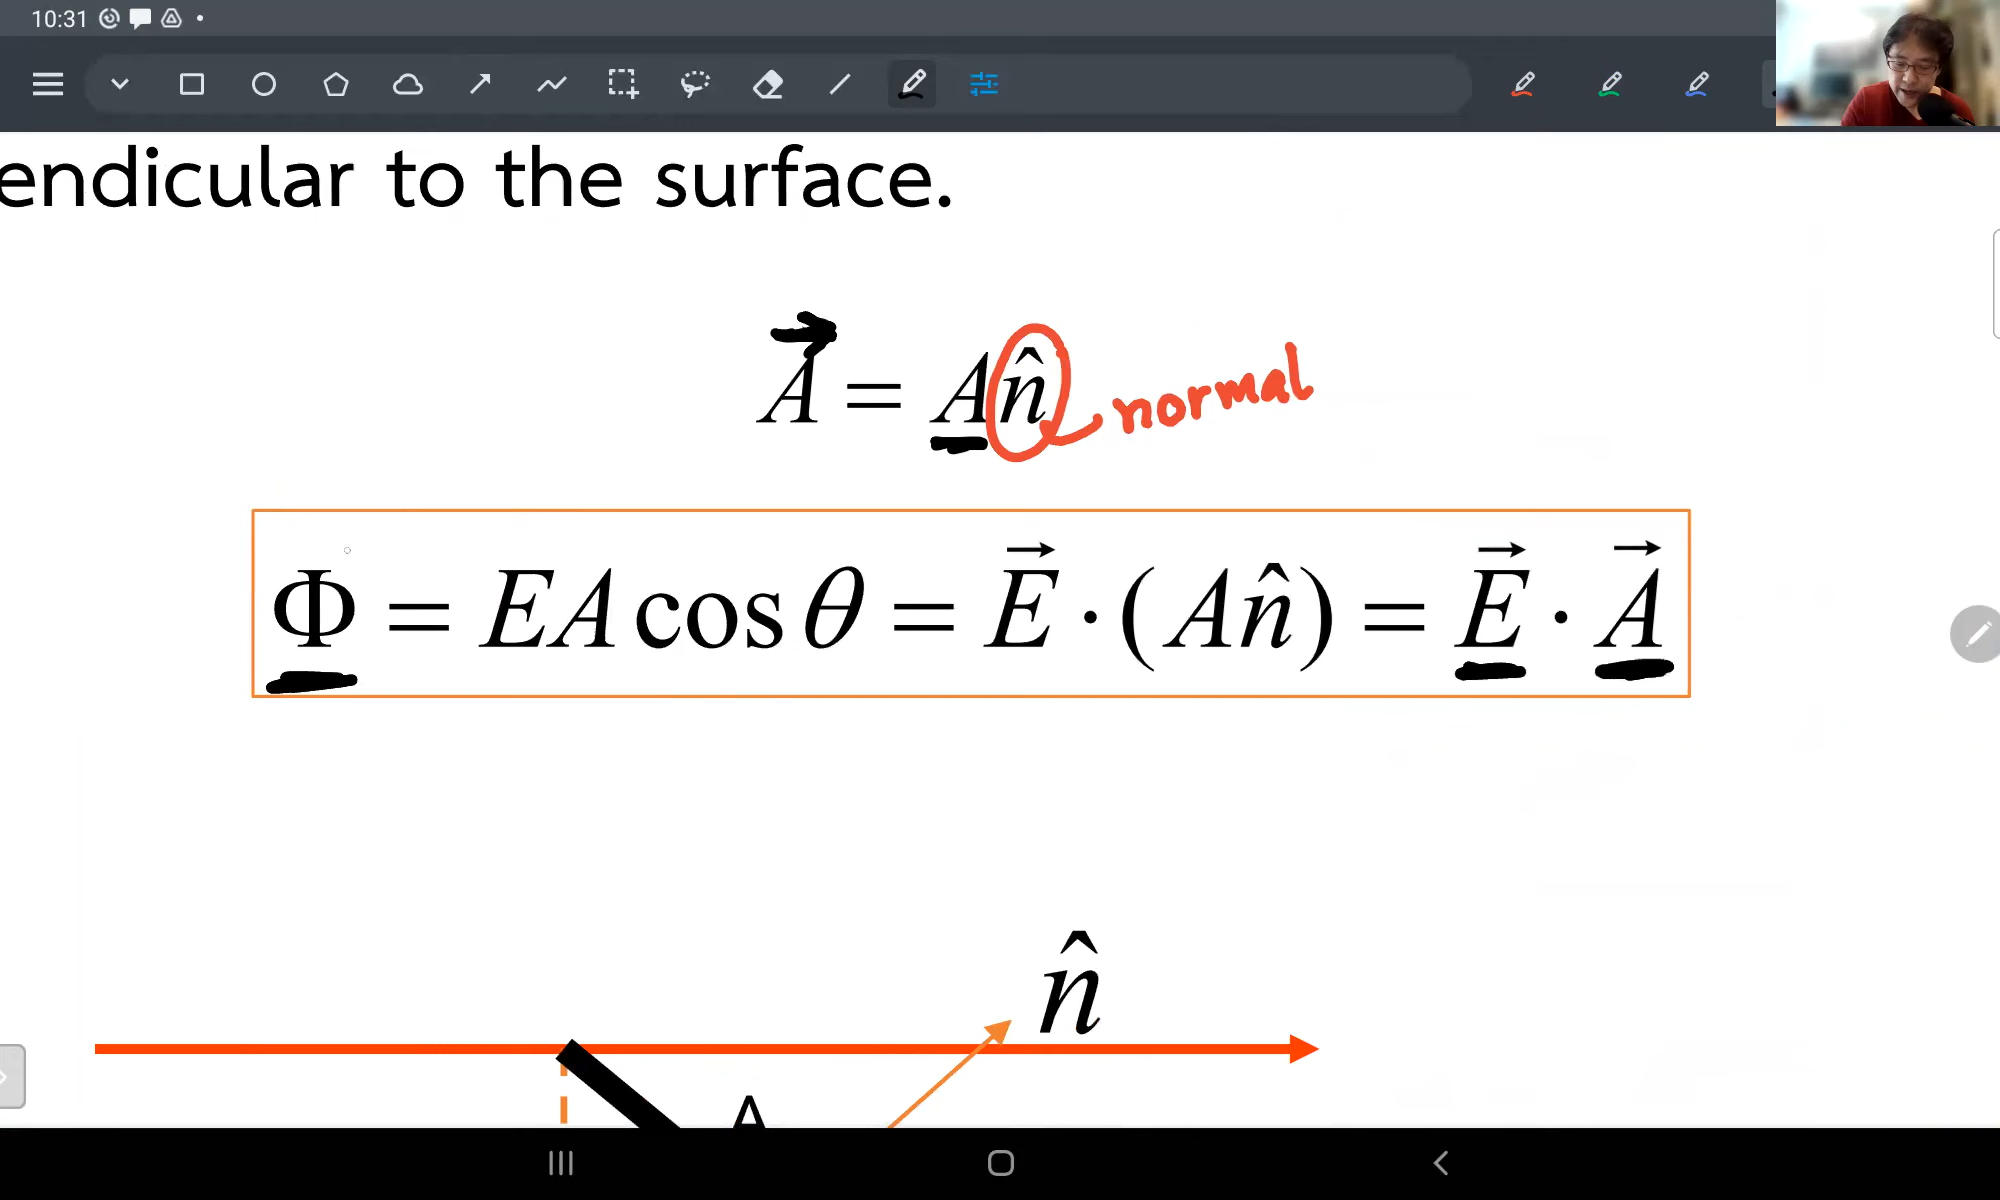 10:31
endicular to the surface.
A⃗ = An̂ normal
Φ = EA cos θ = E⃗ · (An̂) = E⃗ · A⃗
n̂
A